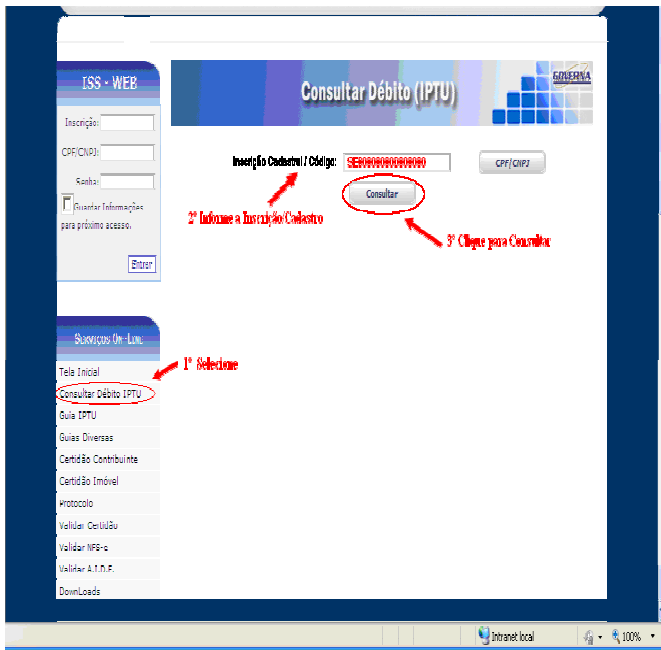 ISS - WEB
Inscrição:
CPF/CNPJ:
Senha:
Guardar Informações
para próximo acesso.
Entrar
Consultar Débito (IPTU)
GOVERNA
Inscrição Cadastral / Código:
CPF/CNPJ
Consultar
2° Informe a Inscrição/Cadastro
3° Clique para Consultar
1° Selecione
Serviços On-Line
Tela Inicial
Consultar Débito IPTU
Guia IPTU
Guias Diversas
Certidão Contribuinte
Certidão Imóvel
Protocolo
Validar Certidão
Validar NFS-e
Validar A.I.D.F.
DownLoads
Intranet local
100%